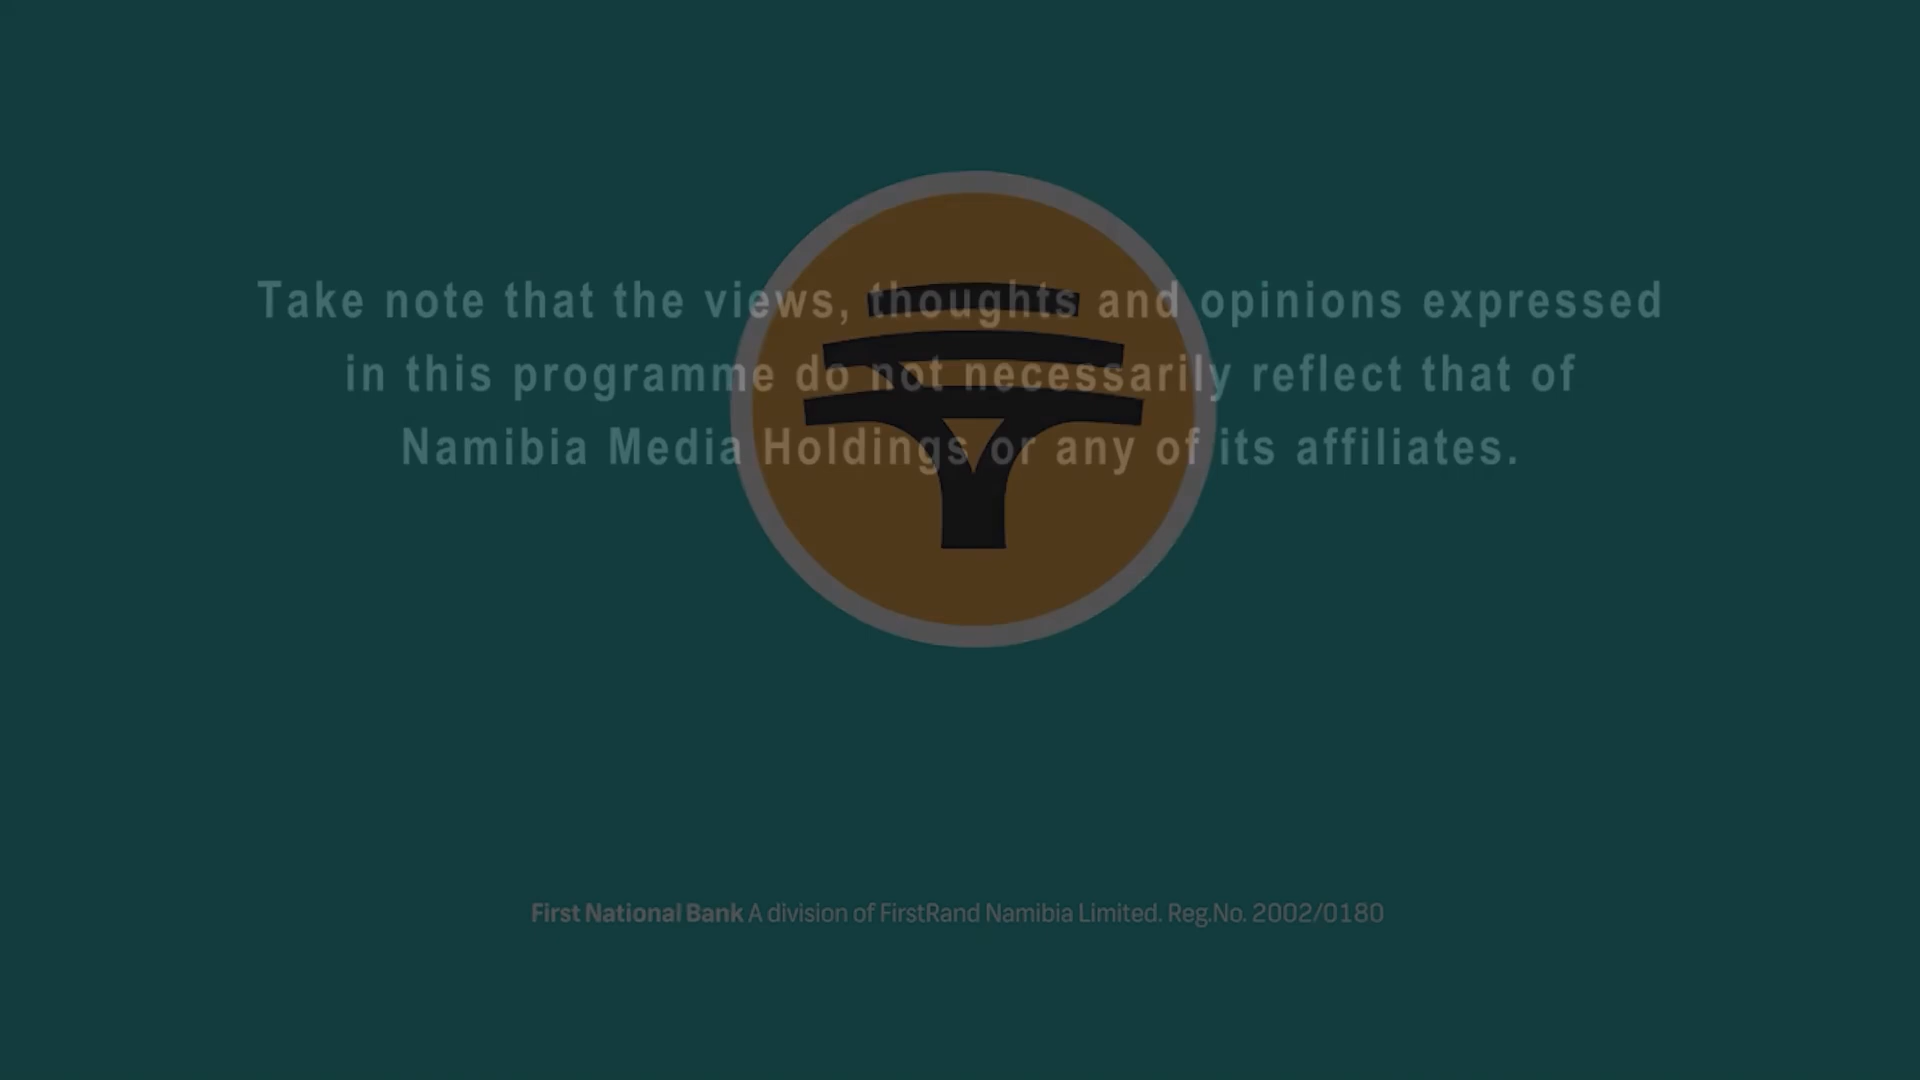 Take note that the views, thoughts and opinions expressed
in this programme do not necessarily reflect that of
Namibia Media Holdings or any of its affiliates.
First National Bank A division of FirstRand Namibia Limited. Reg.No. 2002/0180